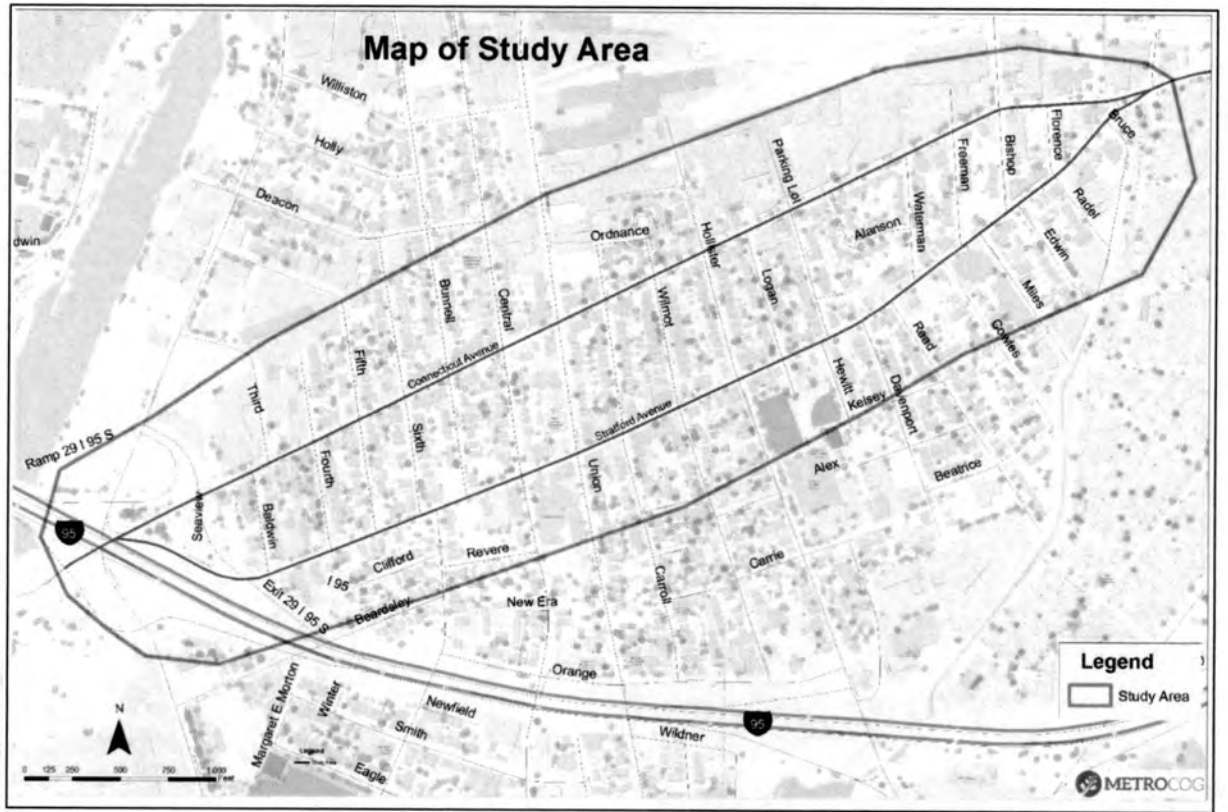 Map of Study Area
Williston
Holly
Deacon
dwin
Ordnance
Parking Lot
Hollister
Logan
Alanson
Waterman
Freeman
Bishop
Florence
Bruce
Radel
Edwin
Miles
Cowles
Read
Davenport
Hewitt
Kelsey
Alex
Beatrice
Bunnell
Central
Wilmot
Fifth
Connecticut Avenue
Third
Sixth
Stratford Avenue
Fourth
Union
Ramp 29 I 95 S
95
Seaview
Baldwin
Clifford
Revere
I 95
Exit 29 I 95 S
Beardsley
New Era
Carroll
Carrie
Orange
Margaret E Morton
Winter
Newfield
Smith
Eagle
95
Wildner
Legend
Study Area
N
Legend
0 125 250 500 750 1,000
Feet
METROCOG